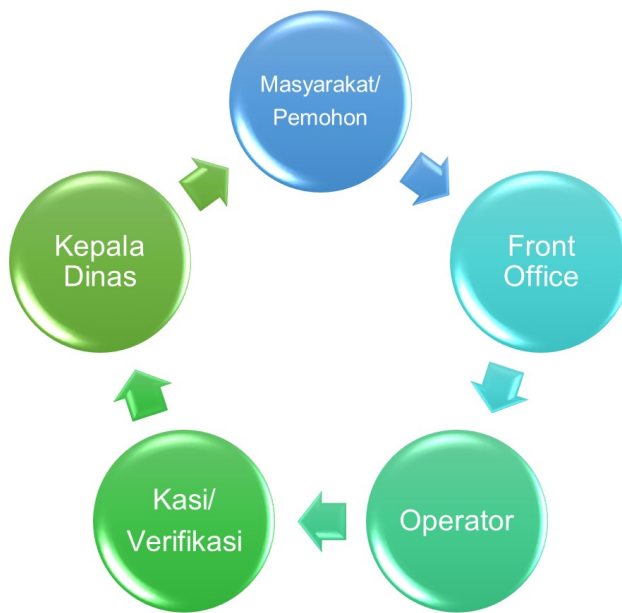 Masyarakat/
Pemohon
Front
Office
Operator
Kasi/
Verifikasi
Kepala
Dinas